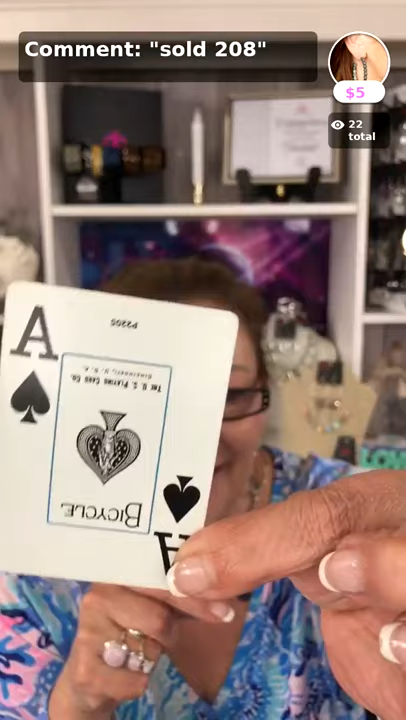 Comment: "sold 208"
$5
22
total
A
P2205
THE U. S. PLAYING CARD CO.
CINCINNATI, U. S. A.
BICYCLE
A